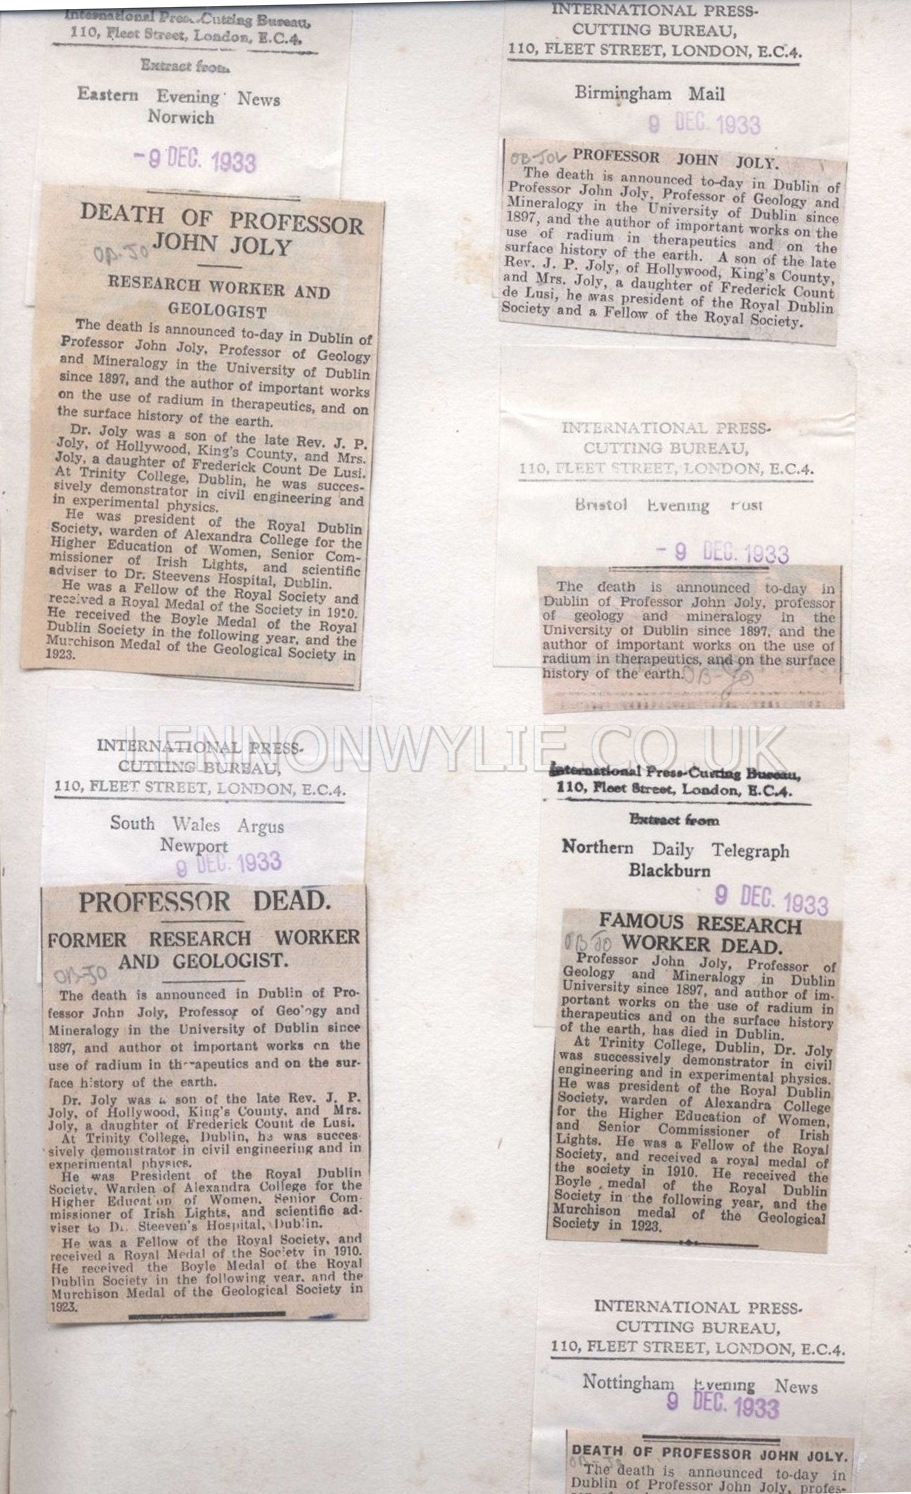 International Press-Cutting Bureau,
110, Fleet Street, London, E.C.4.
Extract from
Eastern Evening News
Norwich
-9 DEC. 1933
DEATH OF PROFESSOR
JOHN JOLY
OB-JO
RESEARCH WORKER AND
GEOLOGIST
The death is announced to-day in Dublin of
Professor John Joly, Professor of Geology
and Mineralogy in the University of Dublin
since 1897, and the author of important works
on the use of radium in therapeutics, and on
the surface history of the earth.
Dr. Joly was a son of the late Rev. J. P.
Joly, of Hollywood, King's County, and Mrs.
Joly, a daughter of Frederick Count De Lusi.
At Trinity College, Dublin, he was succes-
sively demonstrator in civil engineering and
in experimental physics.
He was president of the Royal Dublin
Society, warden of Alexandra College for the
Higher Education of Women, Senior Com-
missioner of Irish Lights, and scientific
adviser to Dr. Steevens Hospital, Dublin.
He was a Fellow of the Royal Society and
received a Royal Medal of the Society in 1910.
He received the Boyle Medal of the Royal
Dublin Society in the following year, and the
Murchison Medal of the Geological Society in
1923.
INTERNATIONAL PRESS-
CUTTING BUREAU,
110, FLEET STREET, LONDON, E.C.4.
South Wales Argus
Newport
9 DEC. 1933
PROFESSOR DEAD.
FORMER RESEARCH WORKER
AND GEOLOGIST.
OB-JO
The death is announced in Dublin of Pro-
fessor John Joly, Professor of Geology and
Mineralogy in the University of Dublin since
1897, and author of important works on the
use of radium in therapeutics and on the sur-
face history of the earth.
Dr. Joly was a son of the late Rev. J. P.
Joly, of Hollywood, King's County, and Mrs.
Joly, a daughter of Frederick Count de Lusi.
At Trinity College, Dublin, he was succes-
sively demonstrator in civil engineering and in
experimental physics.
He was President of the Royal Dublin
Society, Warden of Alexandra College for the
Higher Education of Women, Senior Com-
missioner of Irish Lights, and scientific ad-
viser to Dr. Steeven's Hospital, Dublin.
He was a Fellow of the Royal Society, and
received a Royal Medal of the Society in 1910.
He received the Boyle Medal of the Royal
Dublin Society in the following year, and the
Murchison Medal of the Geological Society in
1923.
INTERNATIONAL PRESS-
CUTTING BUREAU,
110, FLEET STREET, LONDON, E.C.4.
Birmingham Mail
9 DEC. 1933
OB-JOL
PROFESSOR JOHN JOLY.
The death is announced to-day in Dublin of
Professor John Joly, Professor of Geology and
Mineralogy in the University of Dublin since
1897, and the author of important works on the
use of radium in therapeutics and on the
surface history of the earth. A son of the late
Rev. J. P. Joly, of Hollywood, King's County,
and Mrs. Joly, a daughter of Frederick Count
de Lusi, he was president of the Royal Dublin
Society and a Fellow of the Royal Society.
INTERNATIONAL PRESS-
CUTTING BUREAU,
110, FLEET STREET, LONDON, E.C.4.
Bristol Evening Post
- 9 DEC. 1933
The death is announced to-day in
Dublin of Professor John Joly, professor
of geology and mineralogy in the
University of Dublin since 1897, and the
author of important works on the use of
radium in therapeutics, and on the surface
history of the earth.
OB-JO
LENNONWYLIE.CO.UK
International Press-Cutting Bureau,
110, Fleet Street, London, E.C.4.
Extract from
Northern Daily Telegraph
Blackburn
9 DEC. 1933
FAMOUS RESEARCH
WORKER DEAD.
OB JO
Professor John Joly, Professor of
Geology and Mineralogy in Dublin
University since 1897, and author of im-
portant works on the use of radium in
therapeutics and on the surface history
of the earth, has died in Dublin.
At Trinity College, Dublin, Dr. Joly
was successively demonstrator in civil
engineering and in experimental physics.
He was president of the Royal Dublin
Society, warden of Alexandra College
for the Higher Education of Women,
and Senior Commissioner of Irish
Lights. He was a Fellow of the Royal
Society, and received a royal medal of
the society in 1910. He received the
Boyle medal of the Royal Dublin
Society in the following year, and the
Murchison medal of the Geological
Society in 1923.
INTERNATIONAL PRESS-
CUTTING BUREAU,
110, FLEET STREET, LONDON, E.C.4.
Nottingham Evening News
9 DEC. 1933
DEATH OF PROFESSOR JOHN JOLY.
OB-JO
The death is announced to-day in
Dublin of Professor John Joly, profes-